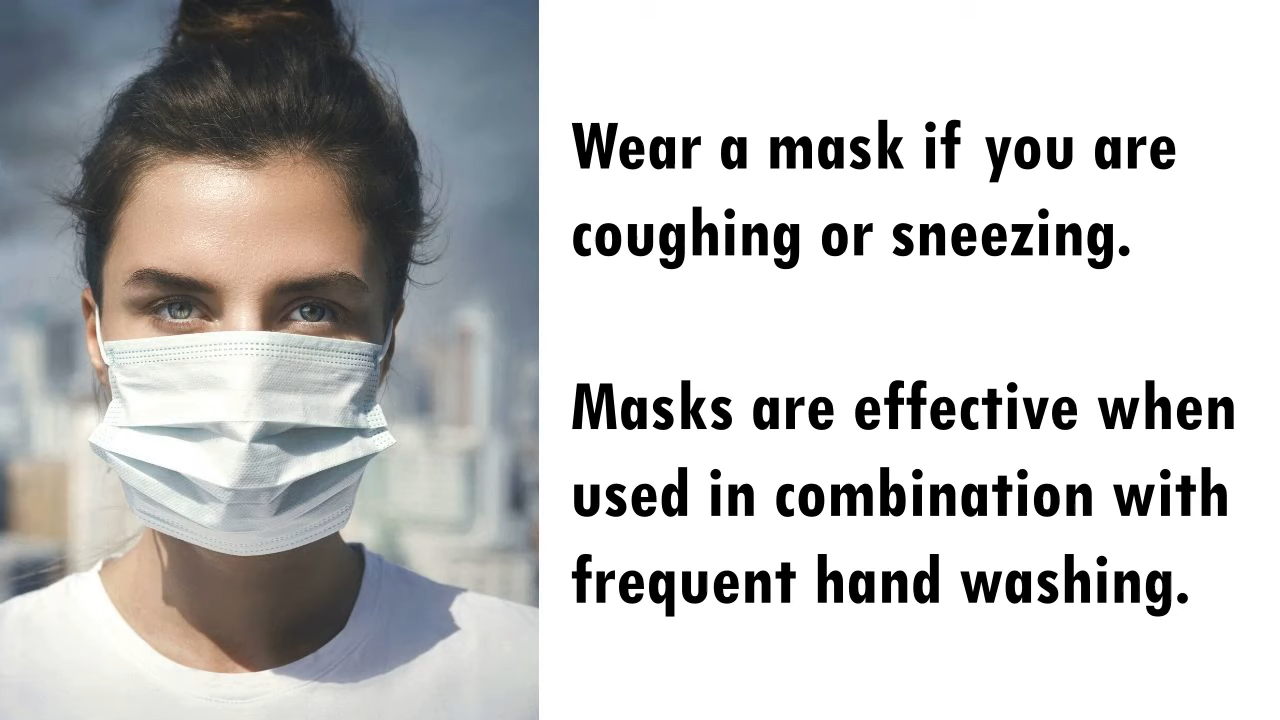 Wear a mask if you are
coughing or sneezing.
Masks are effective when
used in combination with
frequent hand washing.